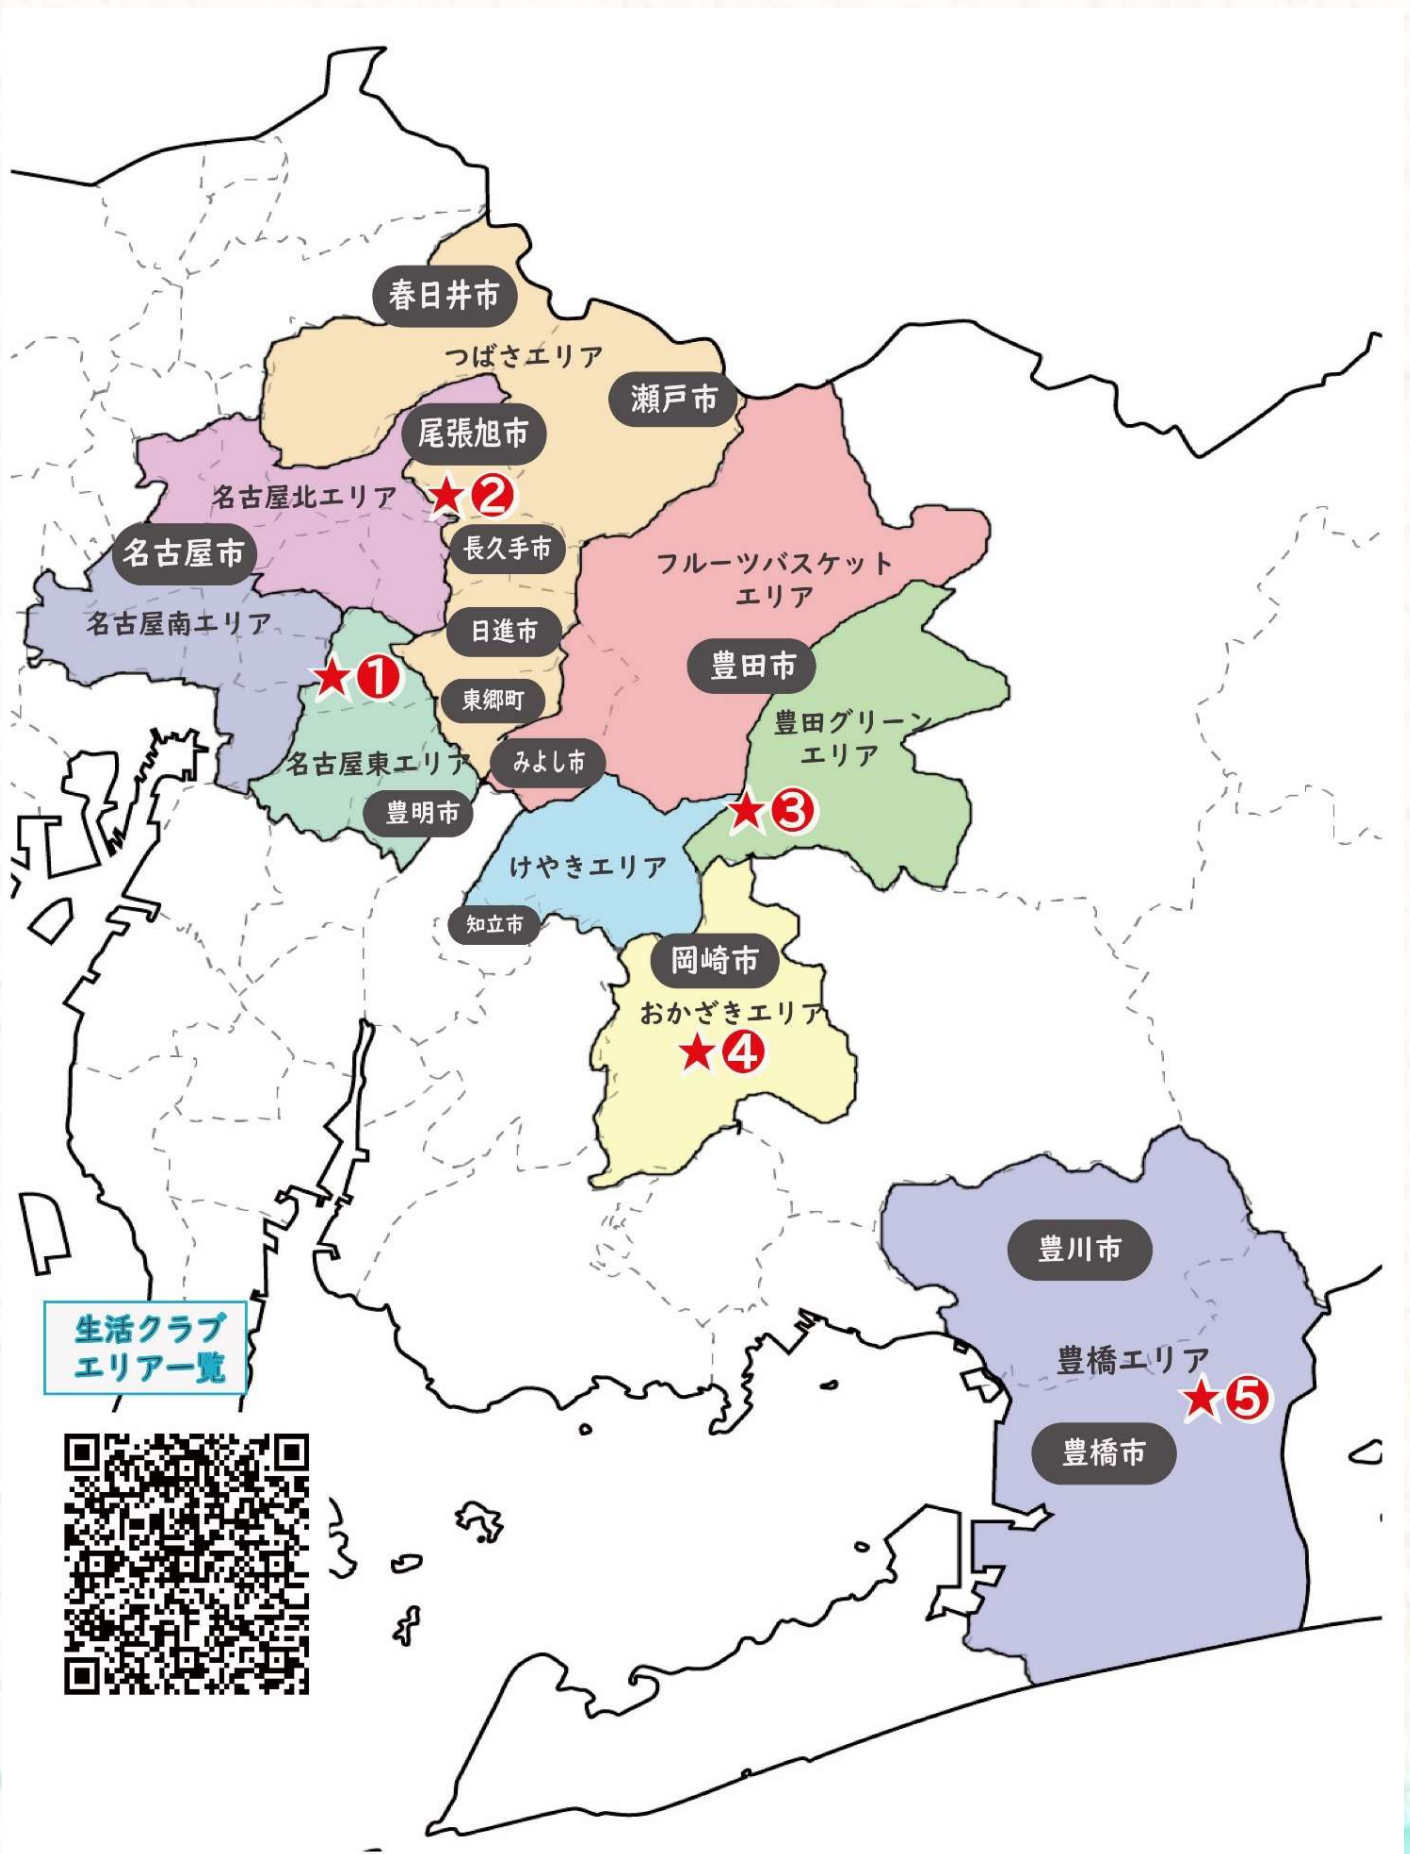 春日井市
つばさエリア
瀬戸市
尾張旭市
名古屋北エリア
★②
長久手市
名古屋市
フルーツバスケット
エリア
名古屋南エリア
日進市
豊田市
★①
東郷町
豊田グリーン
エリア
名古屋東エリア
みよし市
豊明市
★③
けやきエリア
知立市
岡崎市
おかざきエリア
★④
豊川市
生活クラブ
エリア一覧
豊橋エリア
★⑤
豊橋市